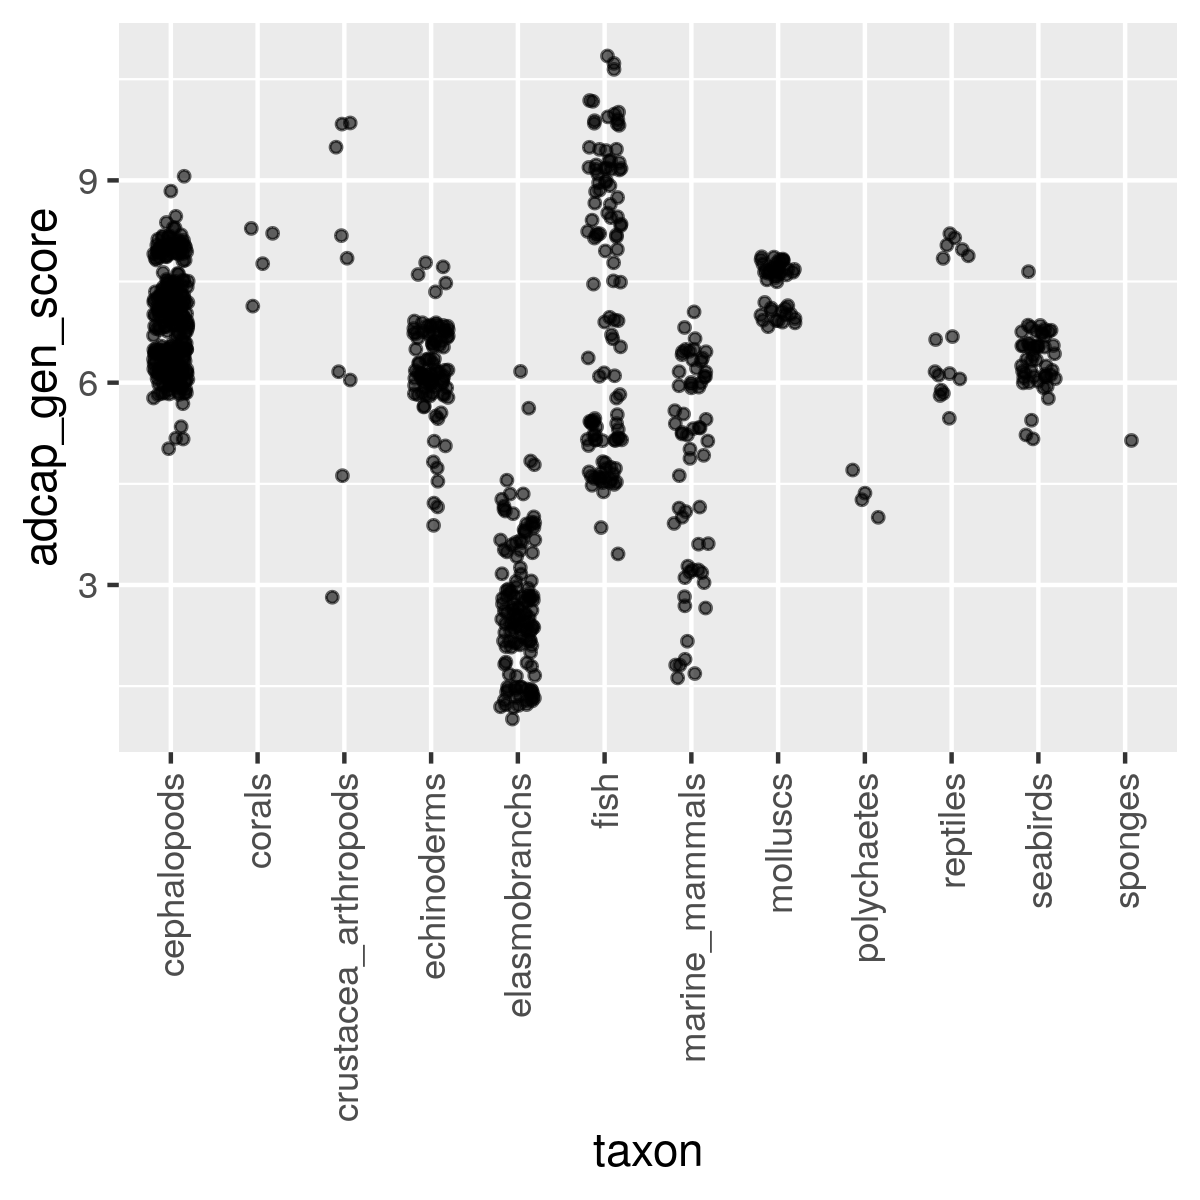 adcap_gen_score
9
6
3
cephalopods
corals
crustacea_arthropods
echinoderms
elasmobranchs
fish
marine_mammals
molluscs
polychaetes
reptiles
seabirds
sponges
taxon